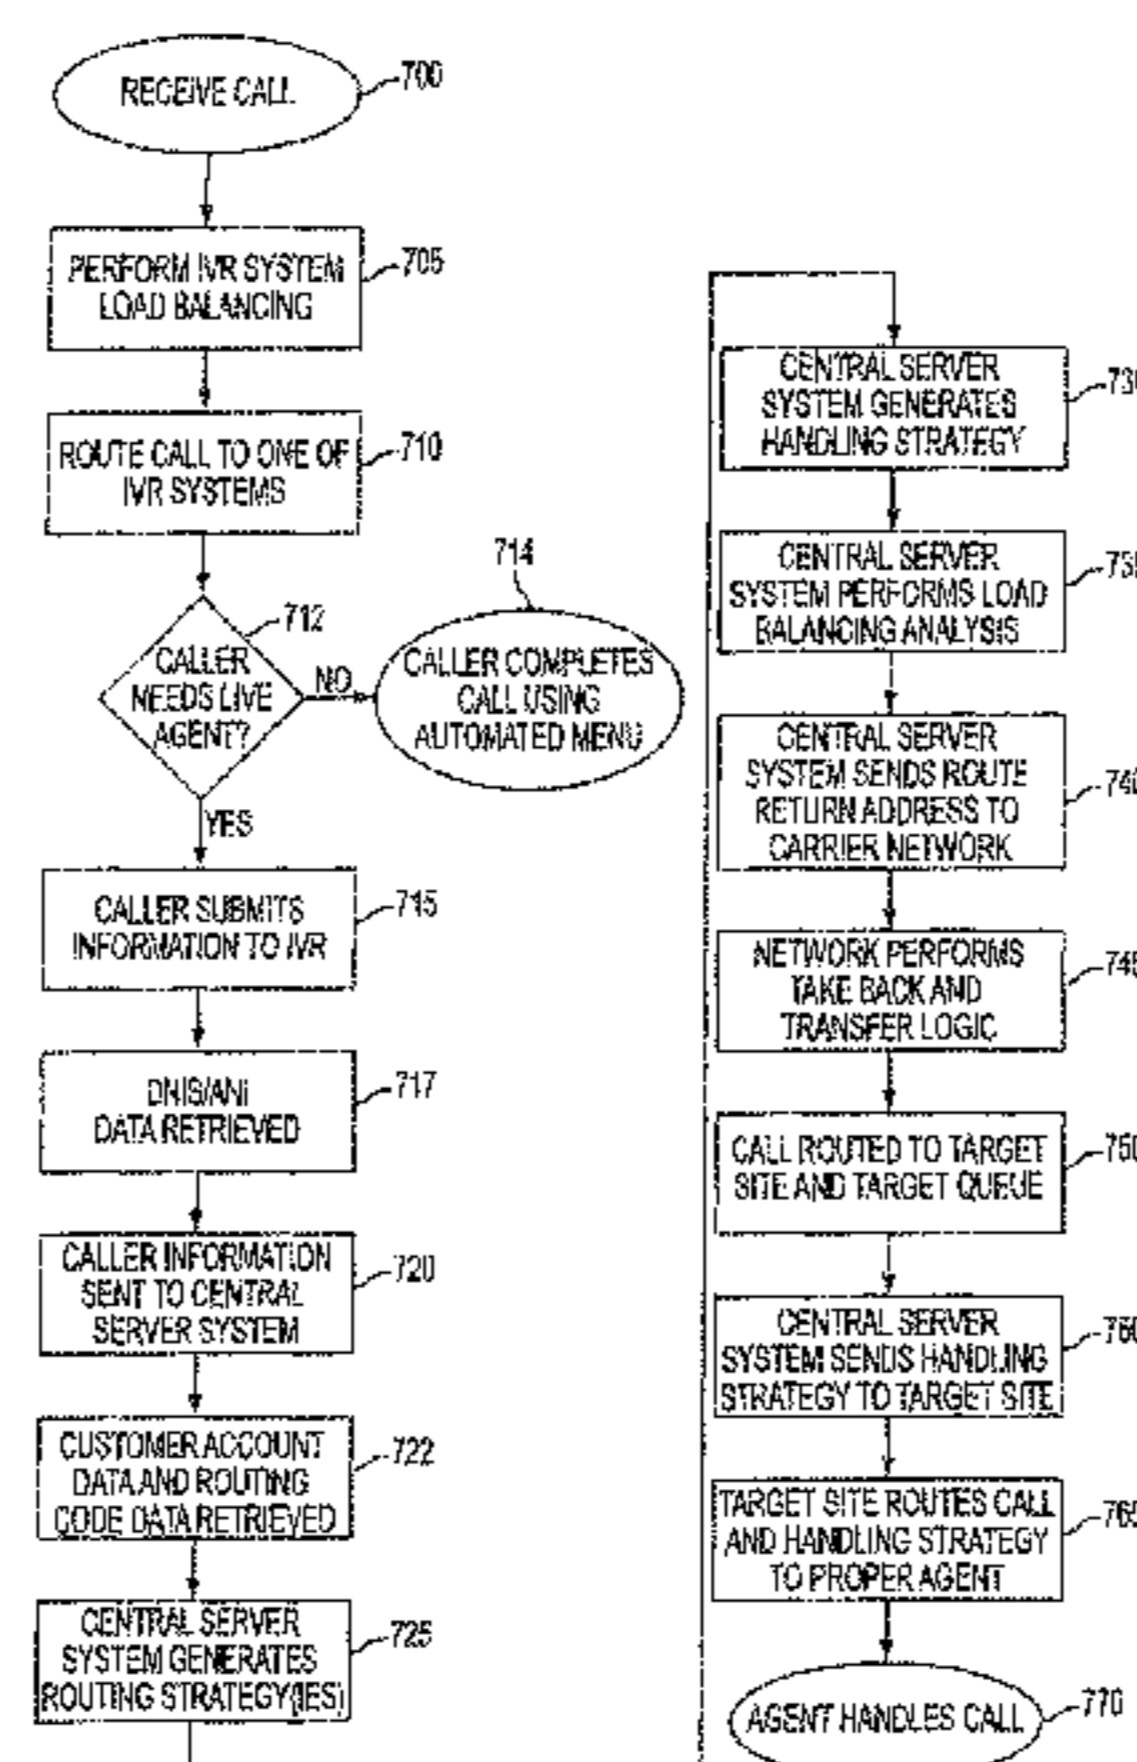 RECEIVE CALL
700
PERFORM IVR SYSTEM
LOAD BALANCING
705
ROUTE CALL TO ONE OF
IVR SYSTEMS
710
712
CALLER
NEEDS LIVE
AGENT?
NO
714
CALLER COMPLETES
CALL USING
AUTOMATED MENU
YES
CALLER SUBMITS
INFORMATION TO IVR
715
DNIS/ANI
DATA RETRIEVED
717
CALLER INFORMATION
SENT TO CENTRAL
SERVER SYSTEM
720
CUSTOMER ACCOUNT
DATA AND ROUTING
CODE DATA RETRIEVED
722
CENTRAL SERVER
SYSTEM GENERATES
ROUTING STRATEGY(IES)
725
CENTRAL SERVER
SYSTEM GENERATES
HANDLING STRATEGY
CENTRAL SERVER
SYSTEM PERFORMS LOAD
BALANCING ANALYSIS
CENTRAL SERVER
SYSTEM SENDS ROUTE
RETURN ADDRESS TO
CARRIER NETWORK
NETWORK PERFORMS
TAKE BACK AND
TRANSFER LOGIC
CALL ROUTED TO TARGET
SITE AND TARGET QUEUE
CENTRAL SERVER
SYSTEM SENDS HANDLING
STRATEGY TO TARGET SITE
TARGET SITE ROUTES CALL
AND HANDLING STRATEGY
TO PROPER AGENT
AGENT HANDLES CALL
770